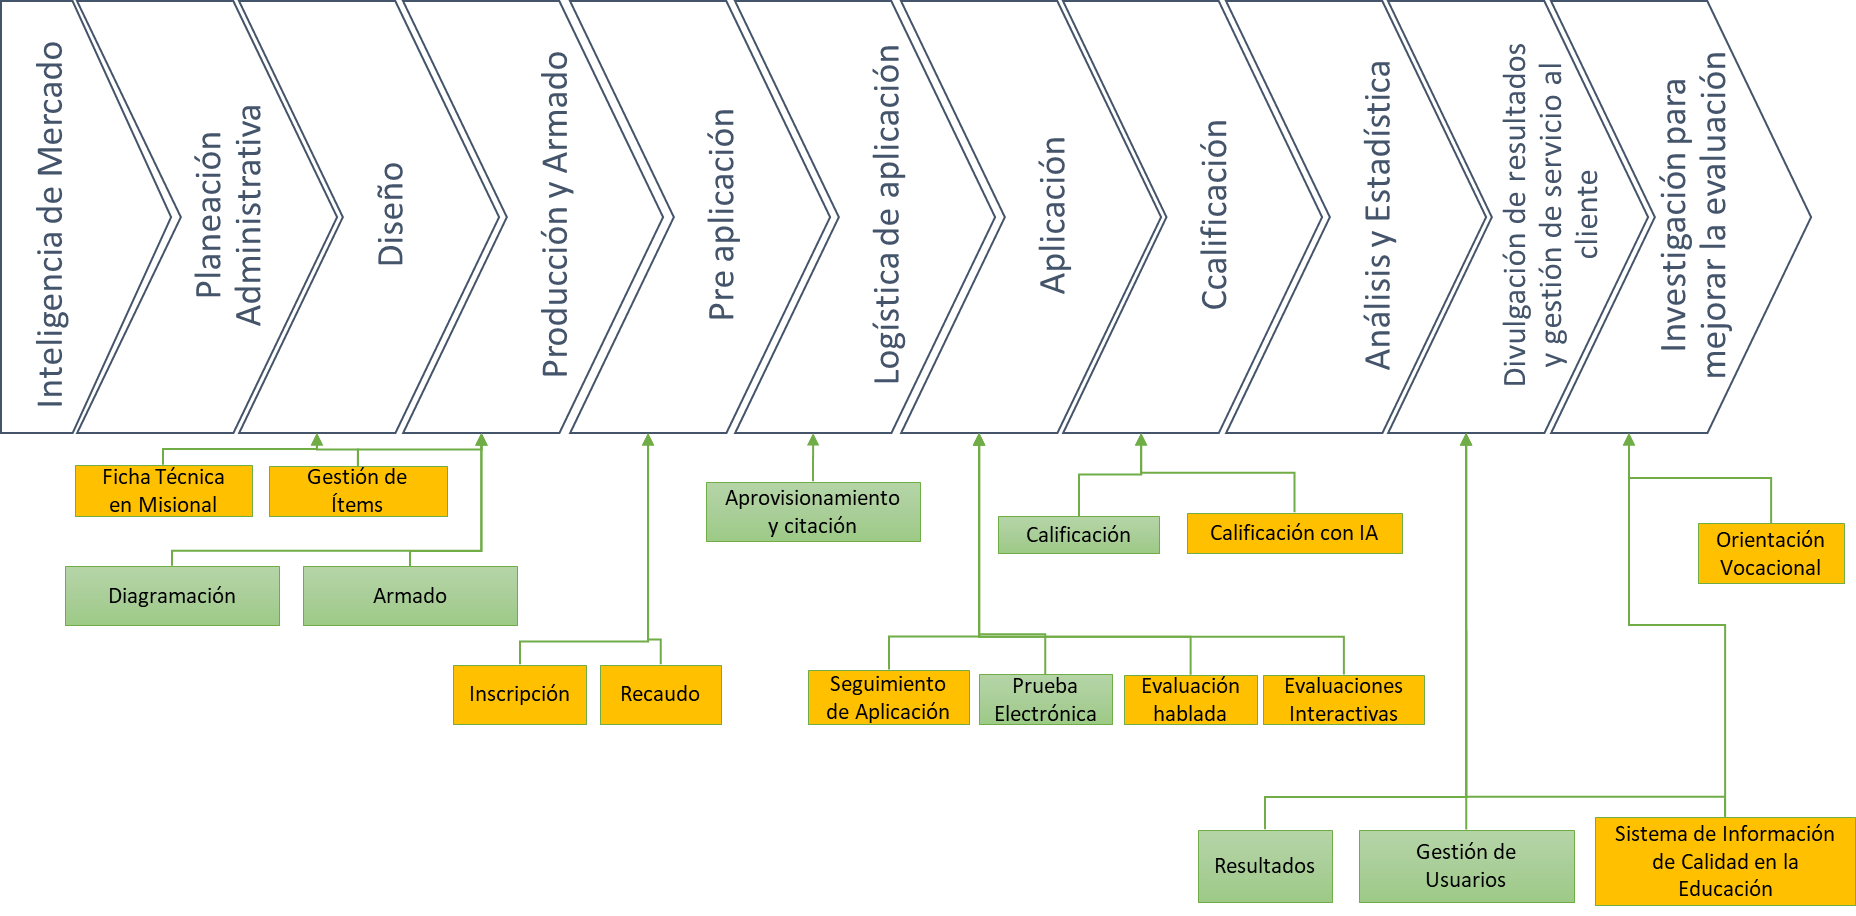 Inteligencia de Mercado
Planeación
Administrativa
Diseño
Producción y Armado
Pre aplicación
Logística de aplicación
Aplicación
Ccalificación
Análisis y Estadística
Divulgación de resultados
y gestión de servicio al
cliente
Investigación para
mejorar la evaluación
Ficha Técnica
en Misional
Gestión de
Ítems
Aprovisionamiento
y citación
Calificación
Calificación con IA
Orientación
Vocacional
Diagramación
Armado
Inscripción
Recaudo
Seguimiento
de Aplicación
Prueba
Electrónica
Evaluación
hablada
Evaluaciones
Interactivas
Resultados
Gestión de
Usuarios
Sistema de Información
de Calidad en la
Educación